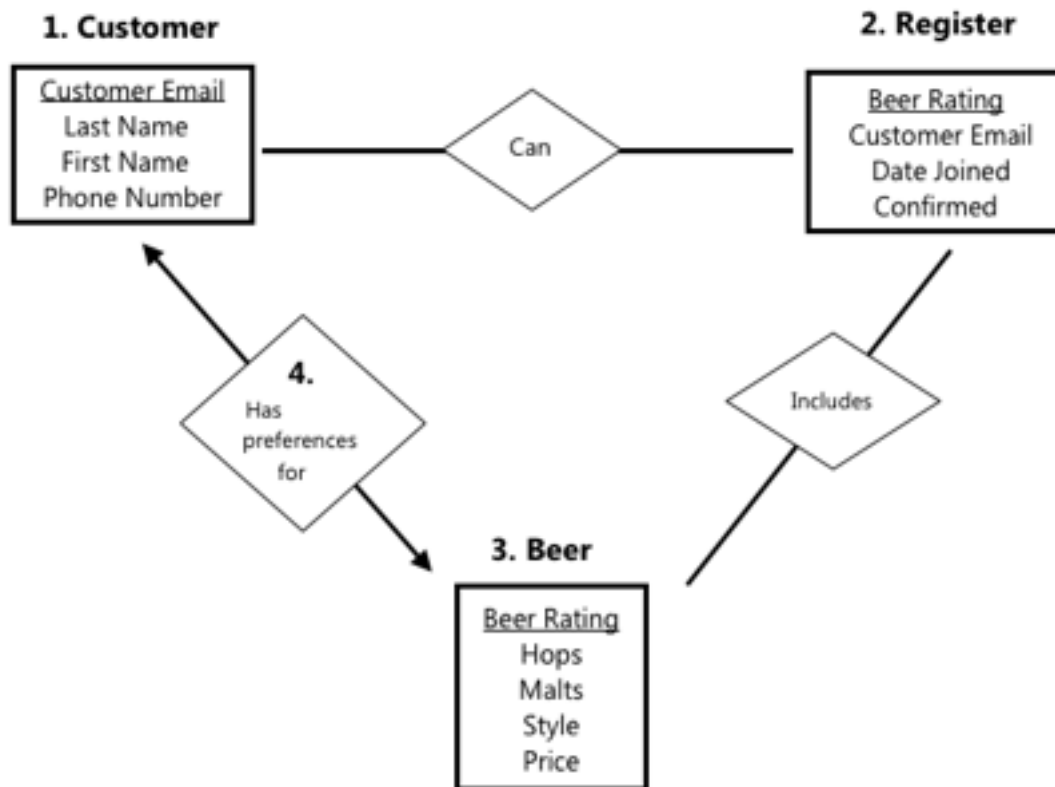 1. Customer
Customer Email
Last Name
First Name
Phone Number
Can
2. Register
Beer Rating
Customer Email
Date Joined
Confirmed
4.
Has
preferences
for
Includes
3. Beer
Beer Rating
Hops
Malts
Style
Price